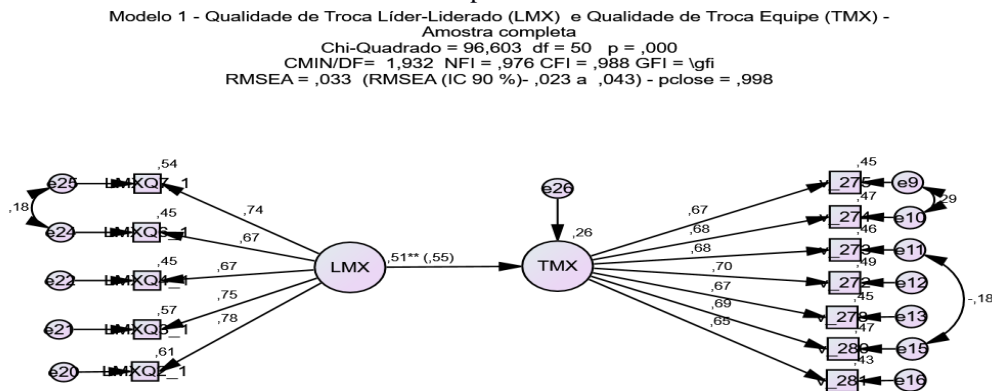 Modelo 1 - Qualidade de Troca Líder-Liderado (LMX) e Qualidade de Troca Equipe (TMX) -
Amostra completa
Chi-Quadrado = 96,603 df = 50 p = ,000
CMIN/DF= 1,932 NFI = ,976 CFI = ,988 GFI = \gfi
RMSEA = ,033 (RMSEA (IC 90 %)- ,023 a ,043) - pclose = ,998
,54
,45
e25
e9
,18
,74
,67
,47
e26
,29
,45
e24
,67
,68
e10
,46
,26
,68
e11
,45
e22
,67
LMX
,51** (,55)
TMX
,70
,49
e12
-,18
,57
,75
,67
,45
e21
e13
,78
,69
,47
e15
,61
,65
,43
e20
e16